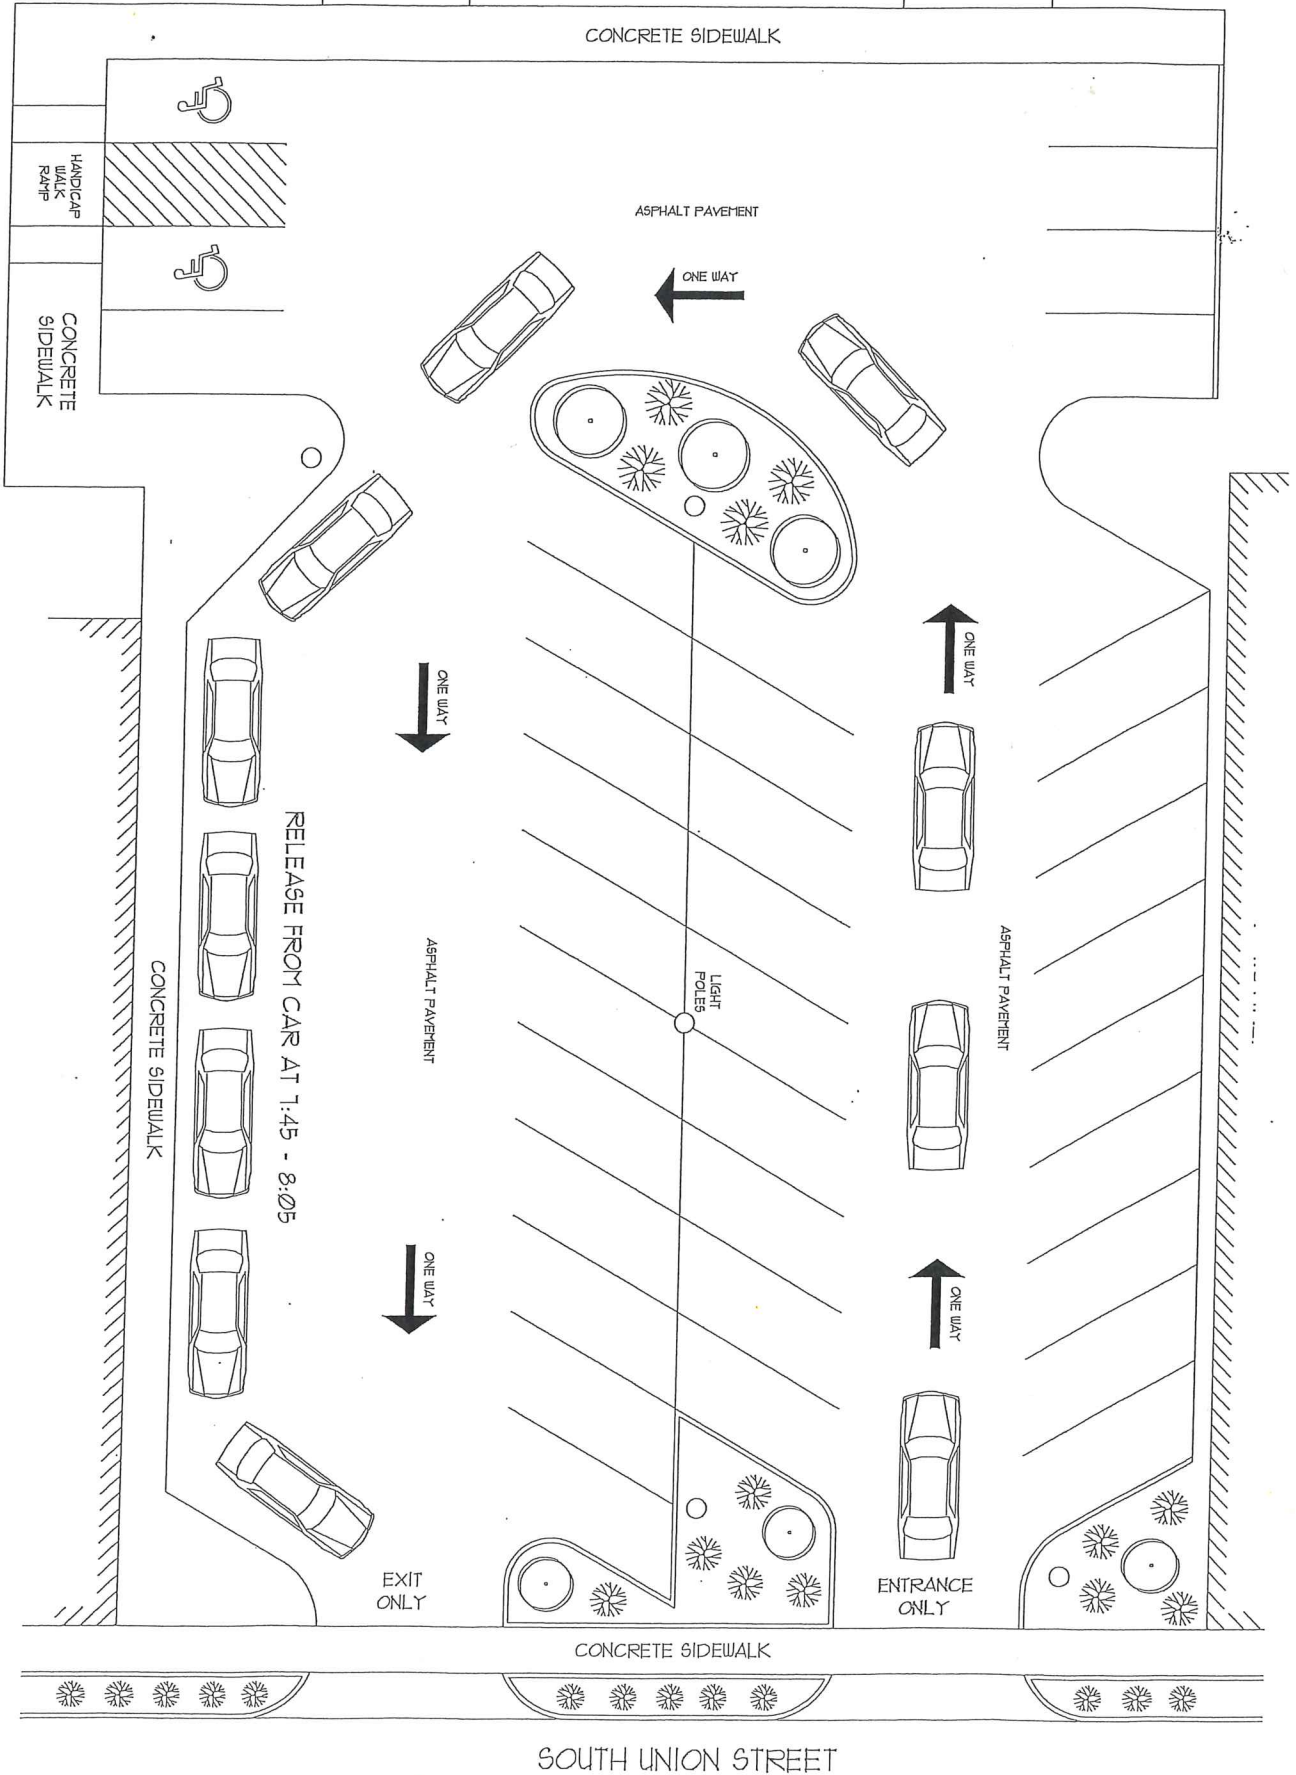 CONCRETE SIDEWALK
HANDICAP
WALK
RAMP
ASPHALT PAVEMENT
ONE WAY
CONCRETE
SIDEWALK
ONE WAY
ONE WAY
RELEASE FROM CAR AT 7:45 - 8:05
ASPHALT PAVEMENT
LIGHT
POLES
ASPHALT PAVEMENT
CONCRETE SIDEWALK
ONE WAY
ONE WAY
EXIT
ONLY
ENTRANCE
ONLY
CONCRETE SIDEWALK
SOUTH UNION STREET